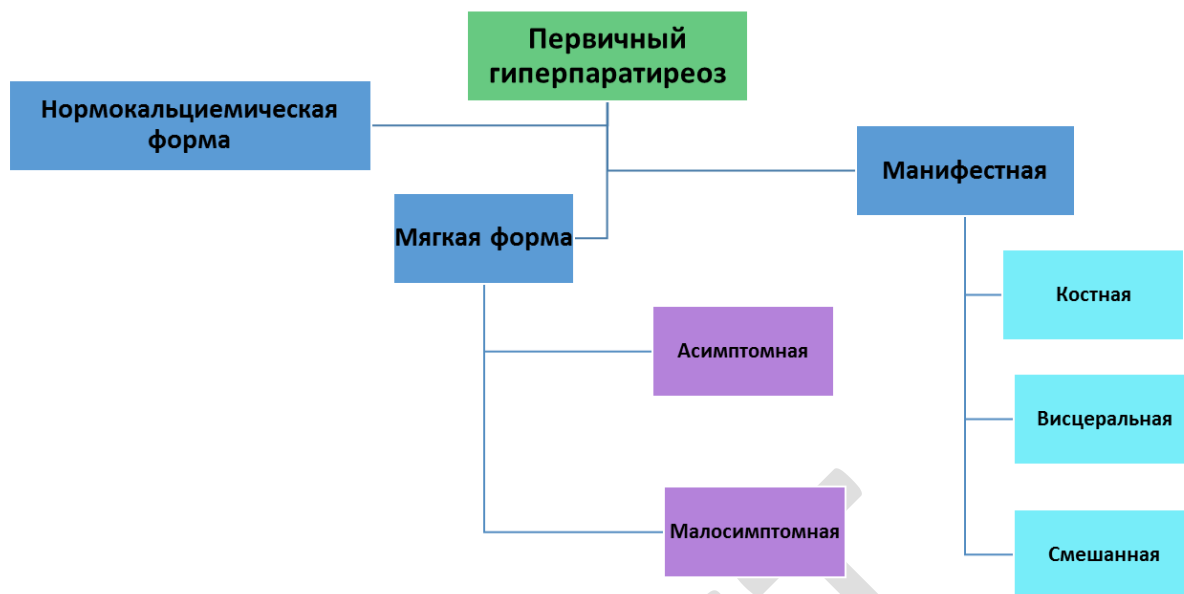 Первичный
гиперпаратиреоз
Нормокальциемическая
форма
Манифестная
Мягкая форма
Костная
Асимптомная
Висцеральная
Малосимптомная
Смешанная